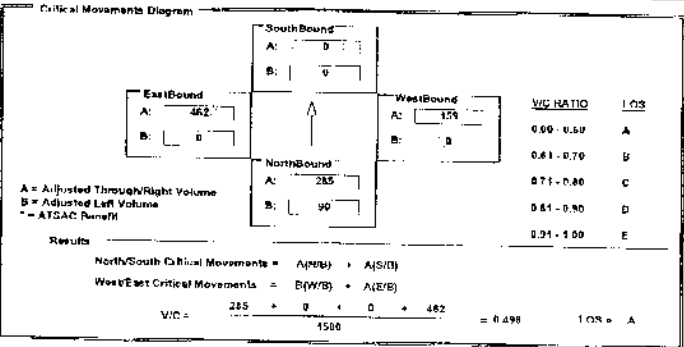 Critical Movements Diagram
SouthBound
A: 0
B: 0
EastBound
A: 462
B: 0
WestBound
A: 159
B: 0
NorthBound
A: 285
B: 90
V/C RATIO LOS
0.00 - 0.60 A
0.61 - 0.70 B
0.71 - 0.80 C
0.81 - 0.90 D
0.91 - 1.00 E
A = Adjusted Through/Right Volume
B = Adjusted Left Volume
* = ATSAC Benefit
Results
North/South Critical Movements = A(N/B) + A(S/B)
West/East Critical Movements = B(W/B) + A(E/B)
V/C = 285 + 0 + 0 + 462 = 0.498 LOS = A
1500